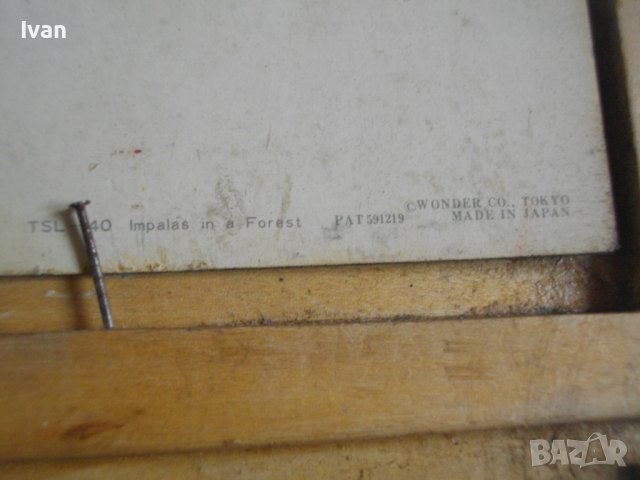 Ivan
TSL 40 Impalas in a Forest PAT 591219
©WONDER CO., TOKYO
MADE IN JAPAN
BAZAR